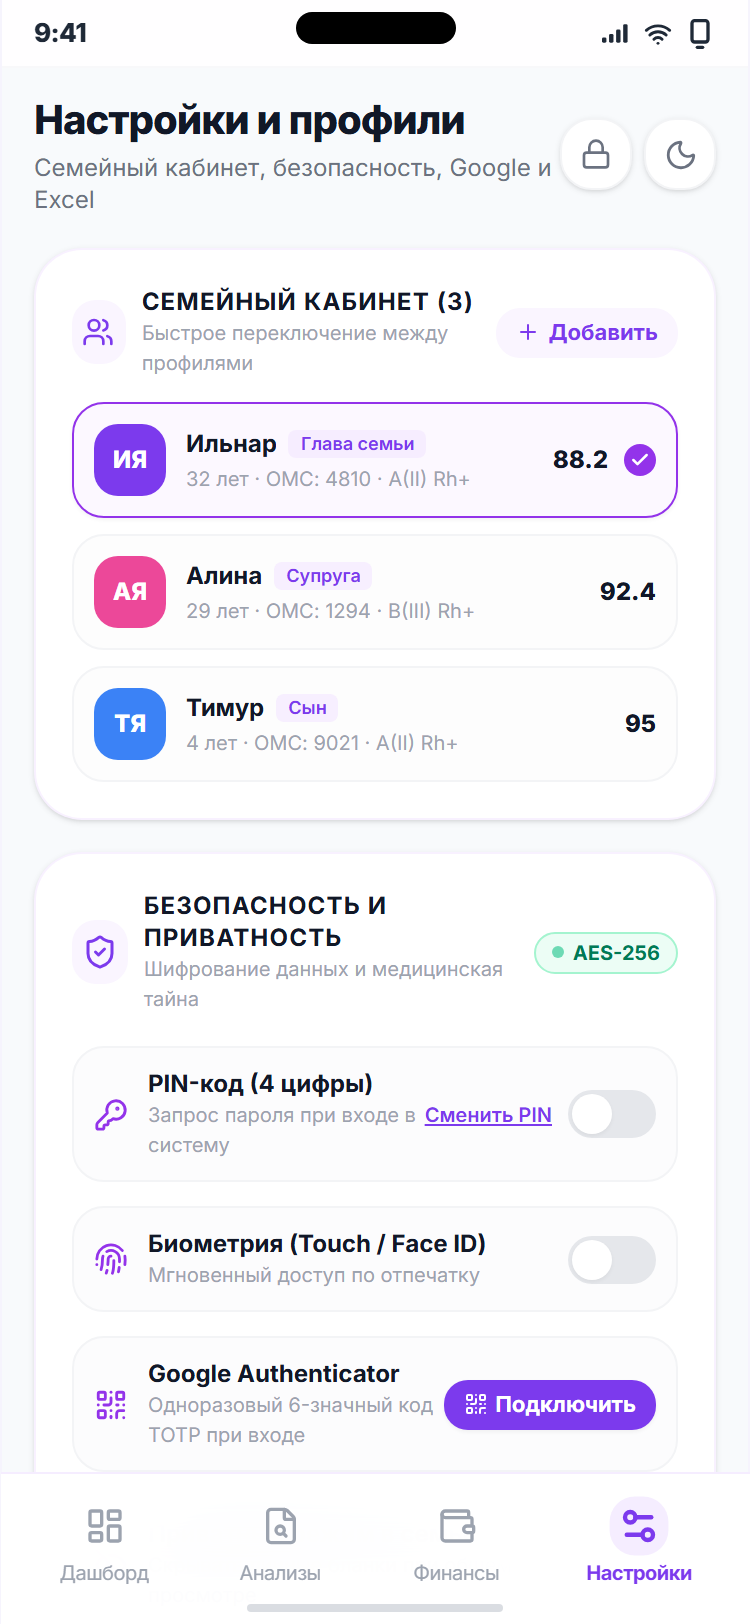 9:41
Настройки и профили
Семейный кабинет, безопасность, Google и
Excel
СЕМЕЙНЫЙ КАБИНЕТ (3)
Быстрое переключение между
профилями
+ Добавить
ИЯ
Ильнар
Глава семьи
32 лет · ОМС: 4810 · A(II) Rh+
88.2
АЯ
Алина
Супруга
29 лет · ОМС: 1294 · B(III) Rh+
92.4
ТЯ
Тимур
Сын
4 лет · ОМС: 9021 · A(II) Rh+
95
БЕЗОПАСНОСТЬ И
ПРИВАТНОСТЬ
Шифрование данных и медицинская
тайна
AES-256
PIN-код (4 цифры)
Запрос пароля при входе в
систему
Сменить PIN
Биометрия (Touch / Face ID)
Мгновенный доступ по отпечатку
Google Authenticator
Одноразовый 6-значный код
TOTP при входе
Подключить
Дашборд
Анализы
Финансы
Настройки